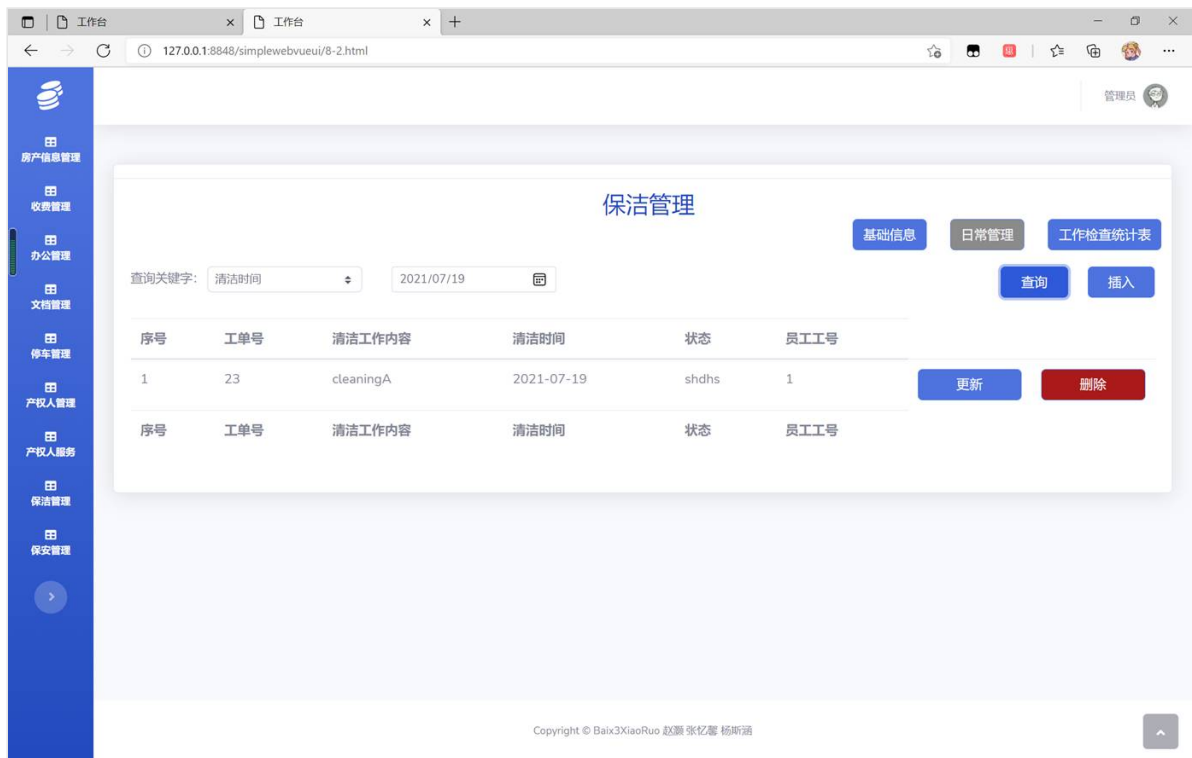 工作台
工作台
127.0.0.1:8848/simplewebvueui/8-2.html
管理员
房产信息管理
收费管理
办公管理
文档管理
停车管理
产权人管理
产权人服务
保洁管理
保安管理
保洁管理
基础信息 日常管理 工作检查统计表
查询关键字: 清洁时间 2021/07/19 查询 插入
序号 工单号 清洁工作内容 清洁时间 状态 员工工号
1 23 cleaningA 2021-07-19 shdhs 1 更新 删除
序号 工单号 清洁工作内容 清洁时间 状态 员工工号
Copyright © Baix3XiaoRuo 赵灏 张忆馨 杨斯涵